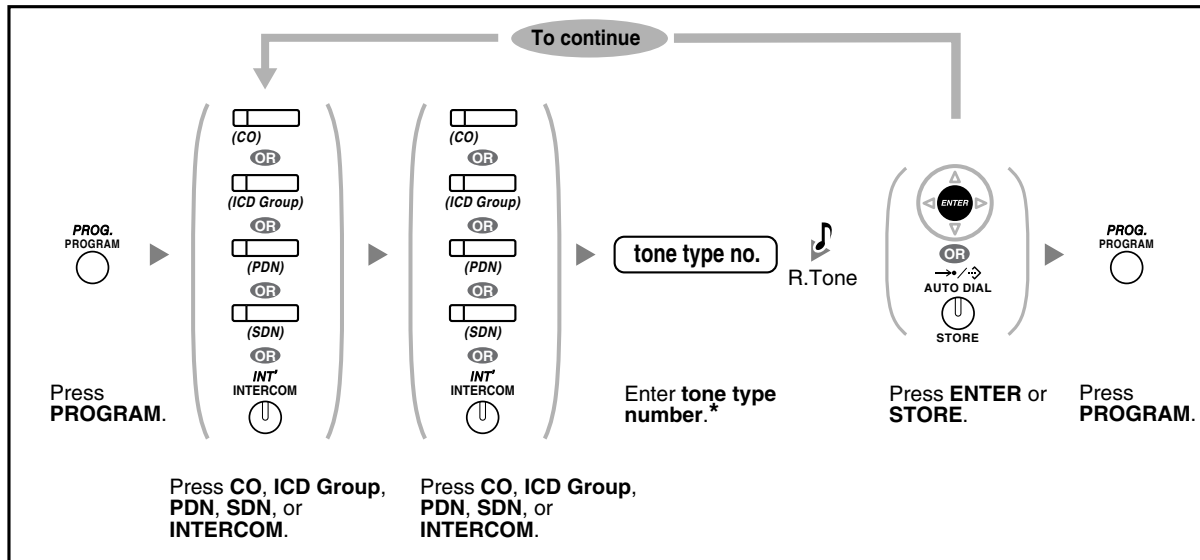 To continue
(CO)
OR
(ICD Group)
OR
(PDN)
OR
(SDN)
OR
INT'
INTERCOM
(CO)
OR
(ICD Group)
OR
(PDN)
OR
(SDN)
OR
INT'
INTERCOM
PROG.
PROGRAM
tone type no.
R.Tone
ENTER
OR
AUTO DIAL
STORE
PROG.
PROGRAM
Press
PROGRAM.
Press CO, ICD Group,
PDN, SDN, or
INTERCOM.
Press CO, ICD Group,
PDN, SDN, or
INTERCOM.
Enter tone type
number.*
Press ENTER or
STORE.
Press
PROGRAM.